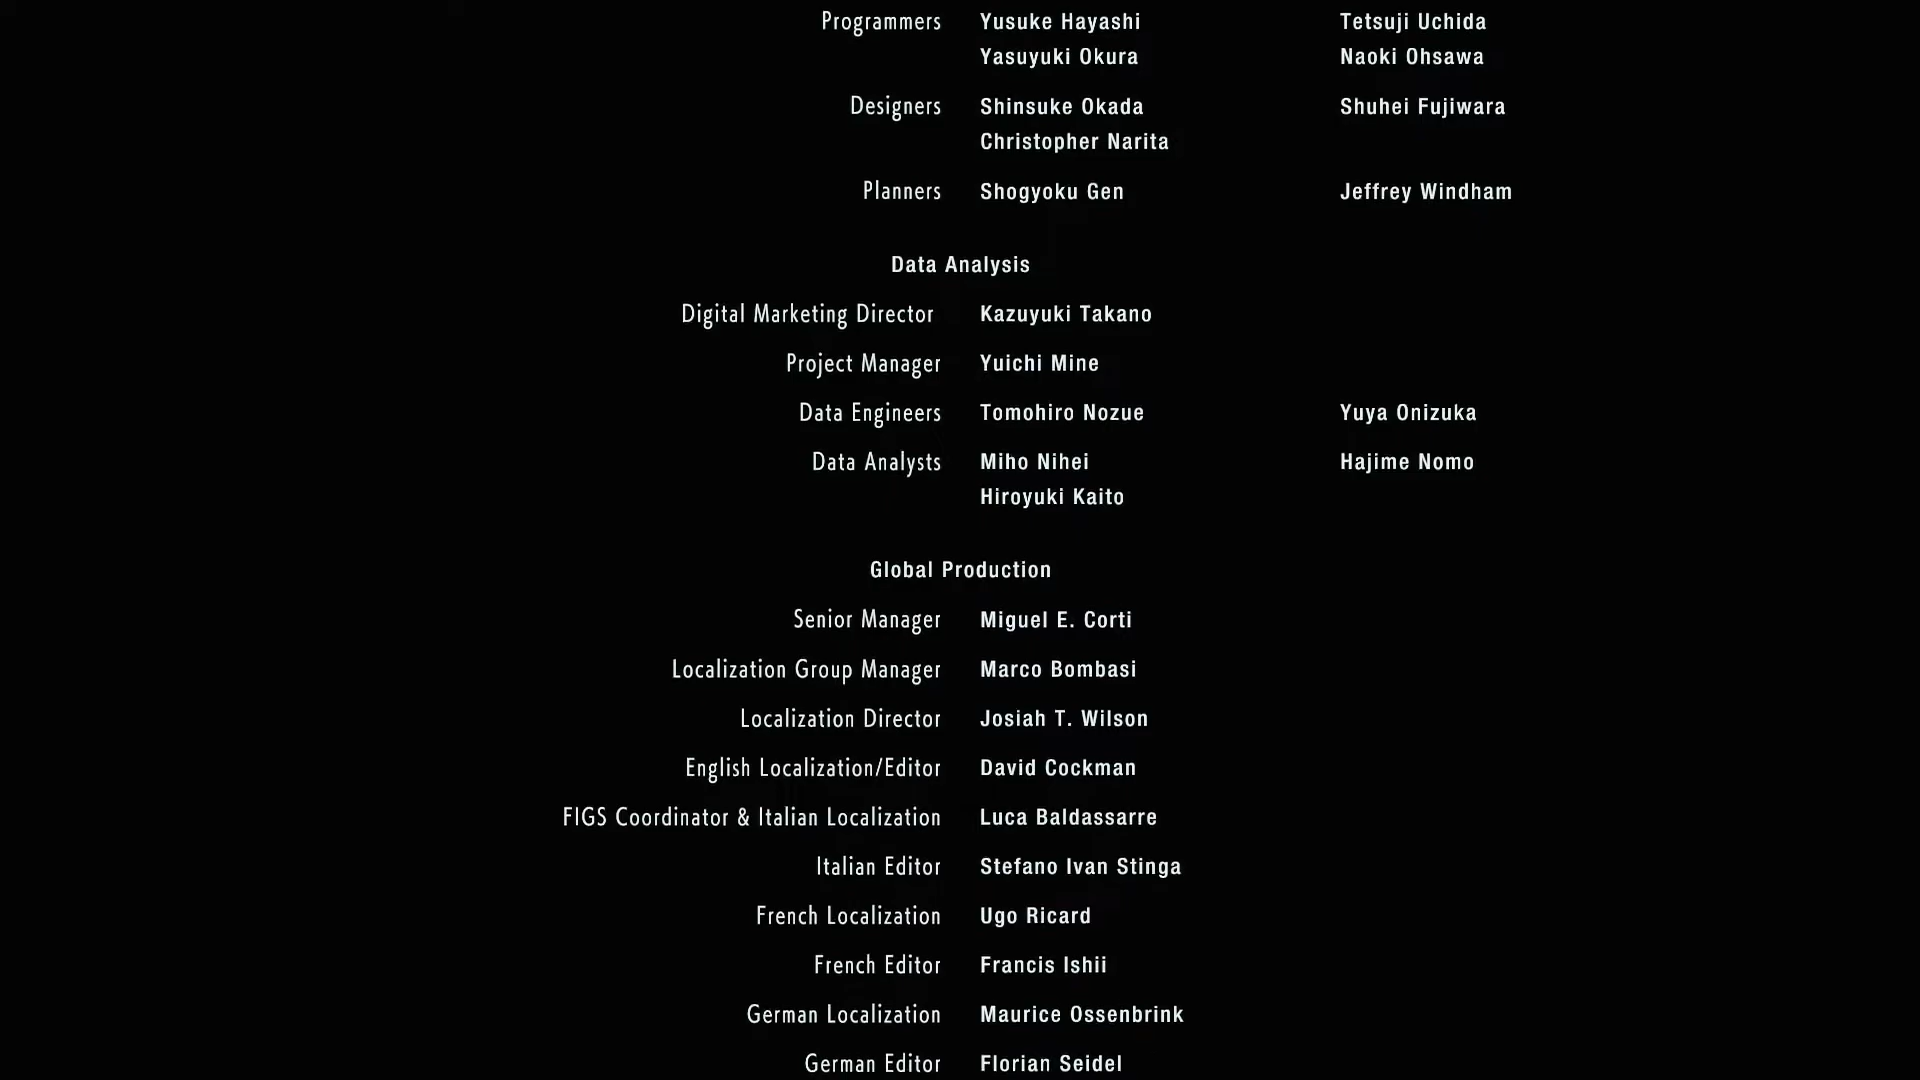 Programmers Yusuke Hayashi Tetsuji Uchida
Yasuyuki Okura Naoki Ohsawa
Designers Shinsuke Okada Shuhei Fujiwara
Christopher Narita
Planners Shogyoku Gen Jeffrey Windham
Data Analysis
Digital Marketing Director Kazuyuki Takano
Project Manager Yuichi Mine
Data Engineers Tomohiro Nozue Yuya Onizuka
Data Analysts Miho Nihei Hajime Nomo
Hiroyuki Kaito
Global Production
Senior Manager Miguel E. Corti
Localization Group Manager Marco Bombasi
Localization Director Josiah T. Wilson
English Localization/Editor David Cockman
FIGS Coordinator & Italian Localization Luca Baldassarre
Italian Editor Stefano Ivan Stinga
French Localization Ugo Ricard
French Editor Francis Ishii
German Localization Maurice Ossenbrink
German Editor Florian Seidel